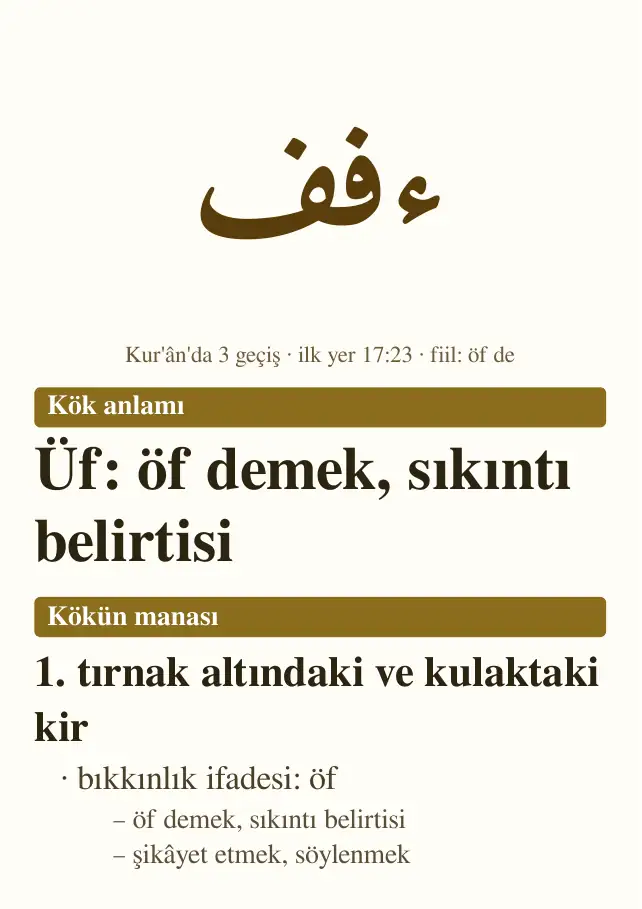 ءفف
Kur'ân'da 3 geçiş · ilk yer 17:23 · fiil: öf de
Kök anlamı
Üf: öf demek, sıkıntı
belirtisi
Kökün manası
1. tırnak altındaki ve kulaktaki
kir
· bıkkınlık ifadesi: öf
– öf demek, sıkıntı belirtisi
– şikâyet etmek, söylenmek